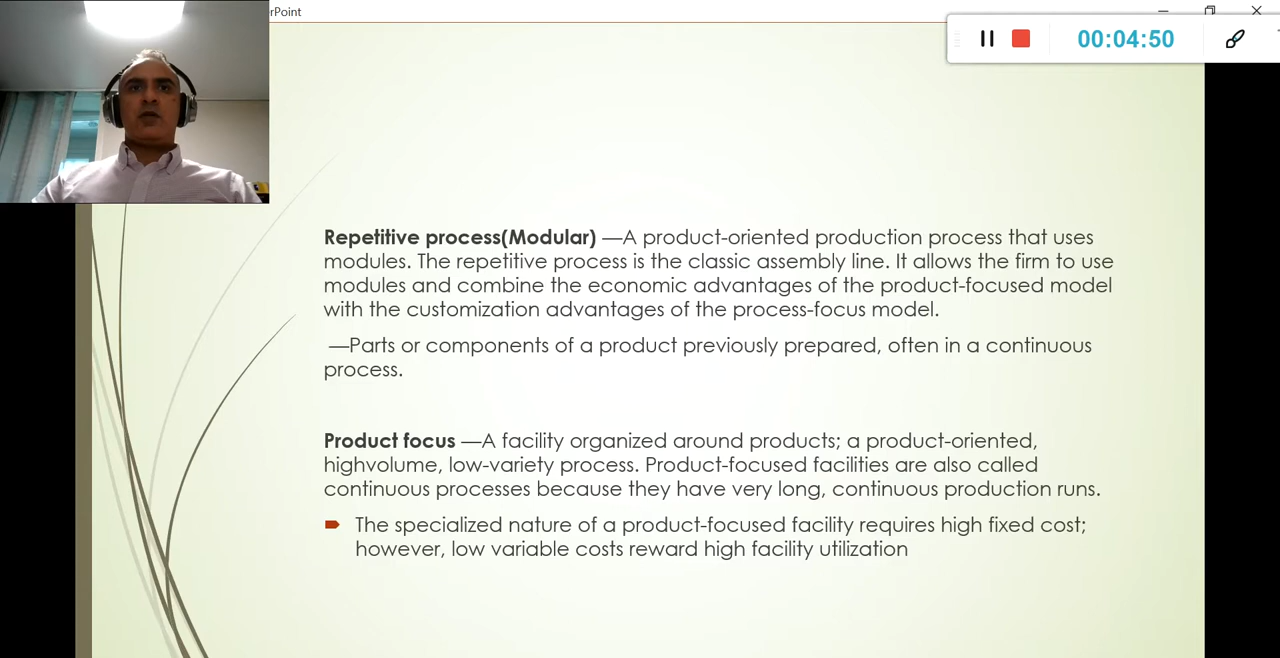 rPoint
00:04:50
Repetitive process(Modular) —A product-oriented production process that uses
modules. The repetitive process is the classic assembly line. It allows the firm to use
modules and combine the economic advantages of the product-focused model
with the customization advantages of the process-focus model.
—Parts or components of a product previously prepared, often in a continuous
process.
Product focus —A facility organized around products; a product-oriented,
highvolume, low-variety process. Product-focused facilities are also called
continuous processes because they have very long, continuous production runs.
The specialized nature of a product-focused facility requires high fixed cost;
however, low variable costs reward high facility utilization